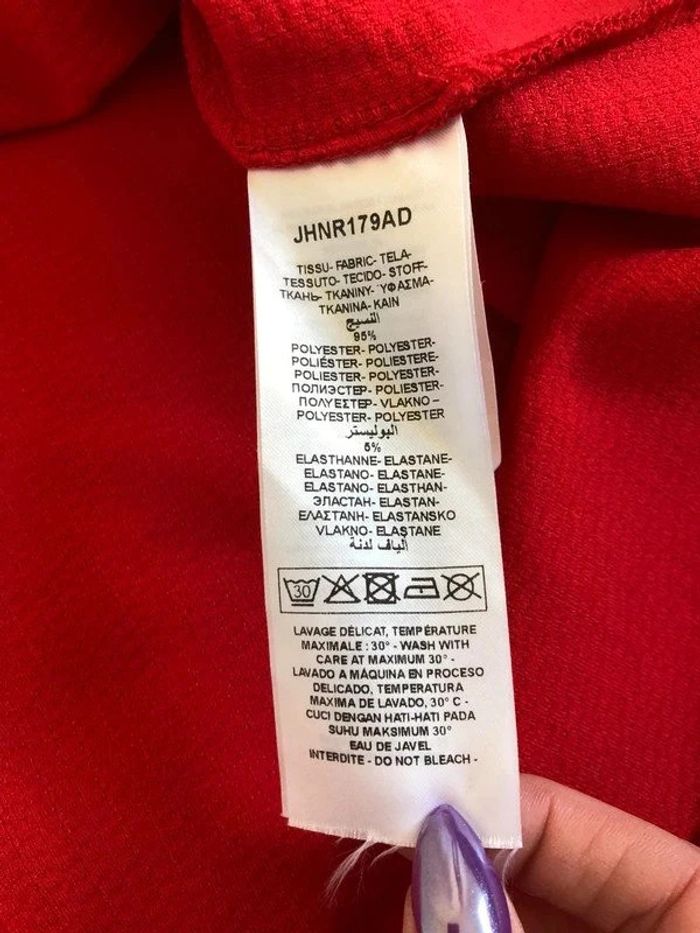 JHNR179AD
TISSU- FABRIC- TELA-
TESSUTO- TECIDO- STOFF-
ТКАНЬ- TKANINY- ΎΦΑΣΜΑ-
TKANINA- KAIN
النسيج
95%
POLYESTER- POLYESTER-
POLIÉSTER- POLIESTERE-
POLIESTER- POLYESTER-
ПОЛИЭСТЕР- POLIESTER-
ΠΟΛΥΕΣΤΕΡ- VLAKNO –
POLYESTER- POLYESTER
البوليستر
5%
ELASTHANNE- ELASTANE-
ELASTANO- ELASTANE-
ELASTANO- ELASTHAN-
ЭЛАСТАН- ELASTAN-
ΕΛΑΣΤΑΝΗ- ELASTANSKO
VLAKNO- ELASTANE
الياف لدنة
30
LAVAGE DÉLICAT, TEMPÉRATURE
MAXIMALE : 30° - WASH WITH
CARE AT MAXIMUM 30° -
LAVADO A MÁQUINA EN PROCESO
DELICADO, TEMPERATURA
MAXIMA DE LAVADO, 30° C -
CUCI DENGAN HATI-HATI PADA
SUHU MAKSIMUM 30°
EAU DE JAVEL
INTERDITE - DO NOT BLEACH -